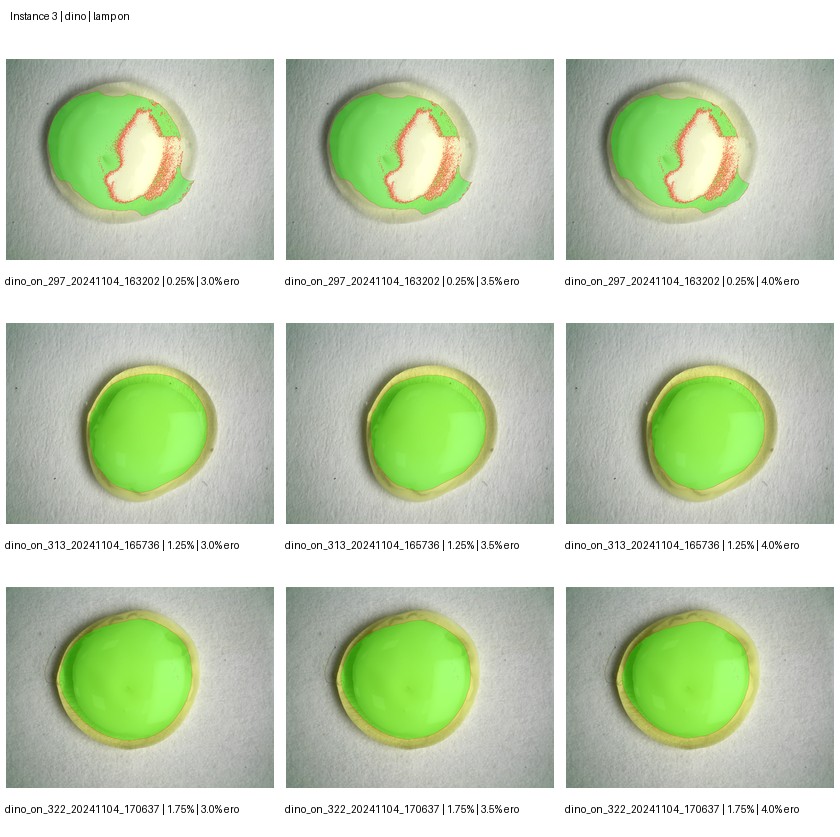 Instance 3 | dino | lamp on
dino_on_297_20241104_163202 | 0.25% | 3.0% ero
dino_on_297_20241104_163202 | 0.25% | 3.5% ero
dino_on_297_20241104_163202 | 0.25% | 4.0% ero
dino_on_313_20241104_165736 | 1.25% | 3.0% ero
dino_on_313_20241104_165736 | 1.25% | 3.5% ero
dino_on_313_20241104_165736 | 1.25% | 4.0% ero
dino_on_322_20241104_170637 | 1.75% | 3.0% ero
dino_on_322_20241104_170637 | 1.75% | 3.5% ero
dino_on_322_20241104_170637 | 1.75% | 4.0% ero